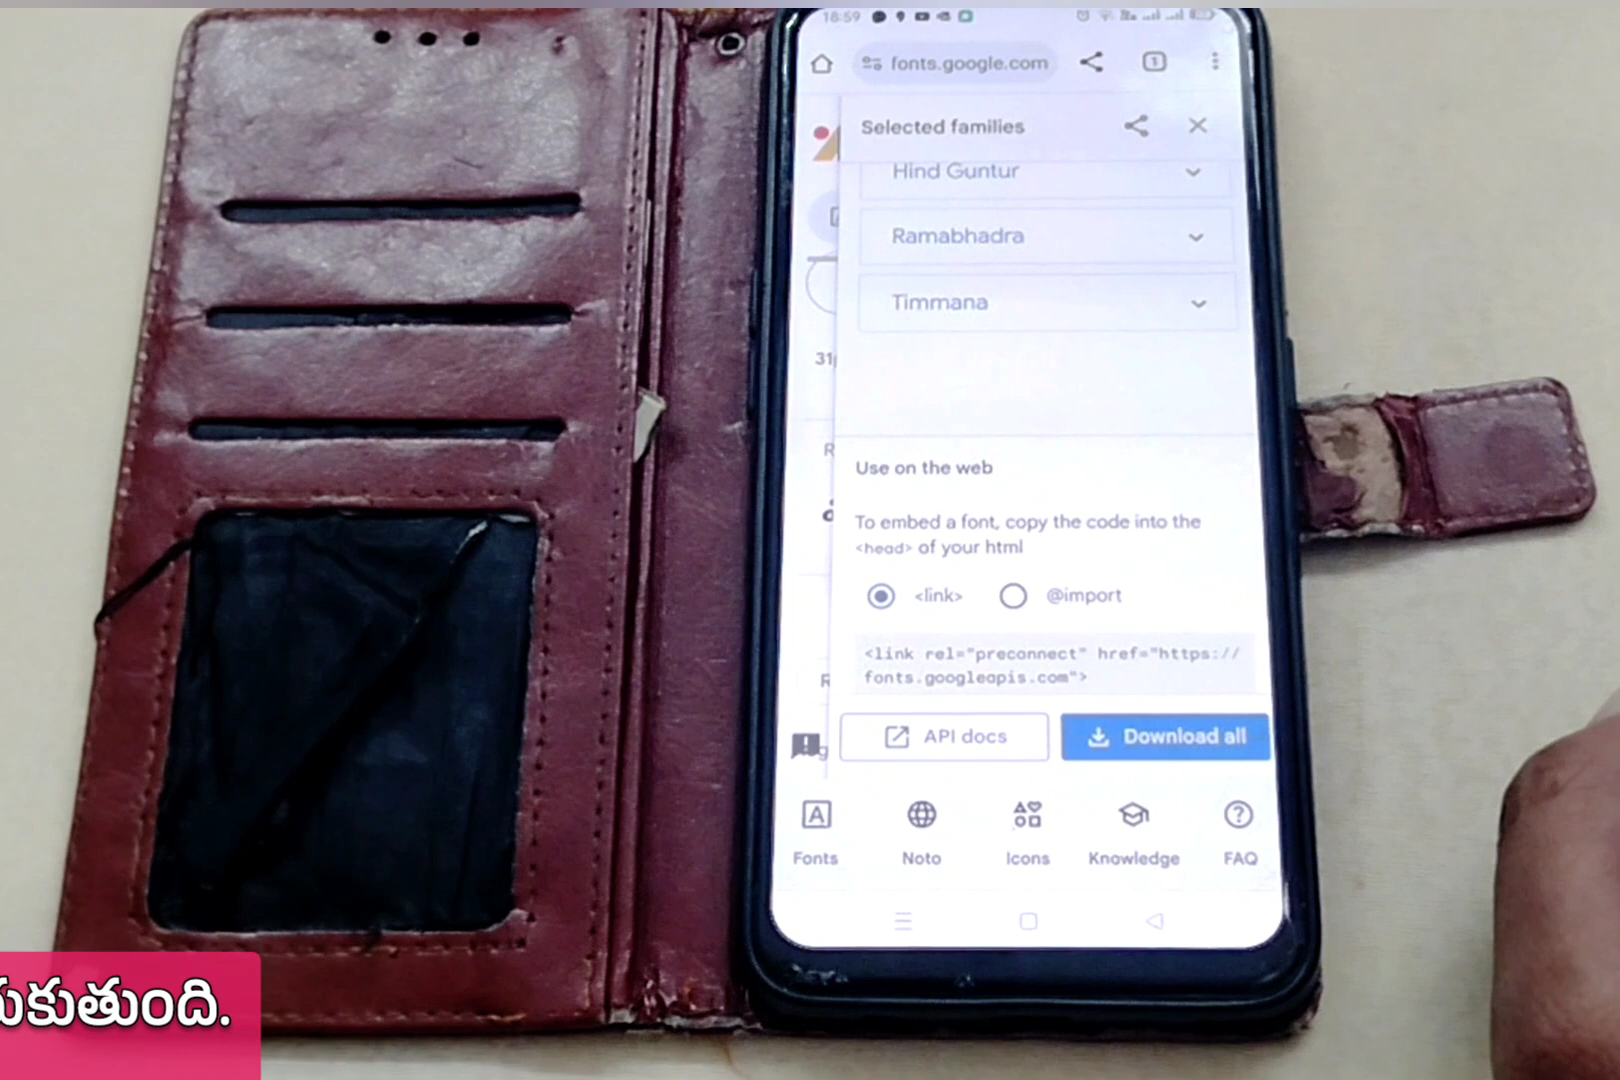 18:59
fonts.google.com
1
Selected families
Hind Guntur
Ramabhadra
Timmana
31
R
Use on the web
To embed a font, copy the code into the
<head> of your html
<link> @import
<link rel="preconnect" href="https://
fonts.googleapis.com">
R
API docs Download all
g
Fonts Noto Icons Knowledge FAQ
కుతుంది.